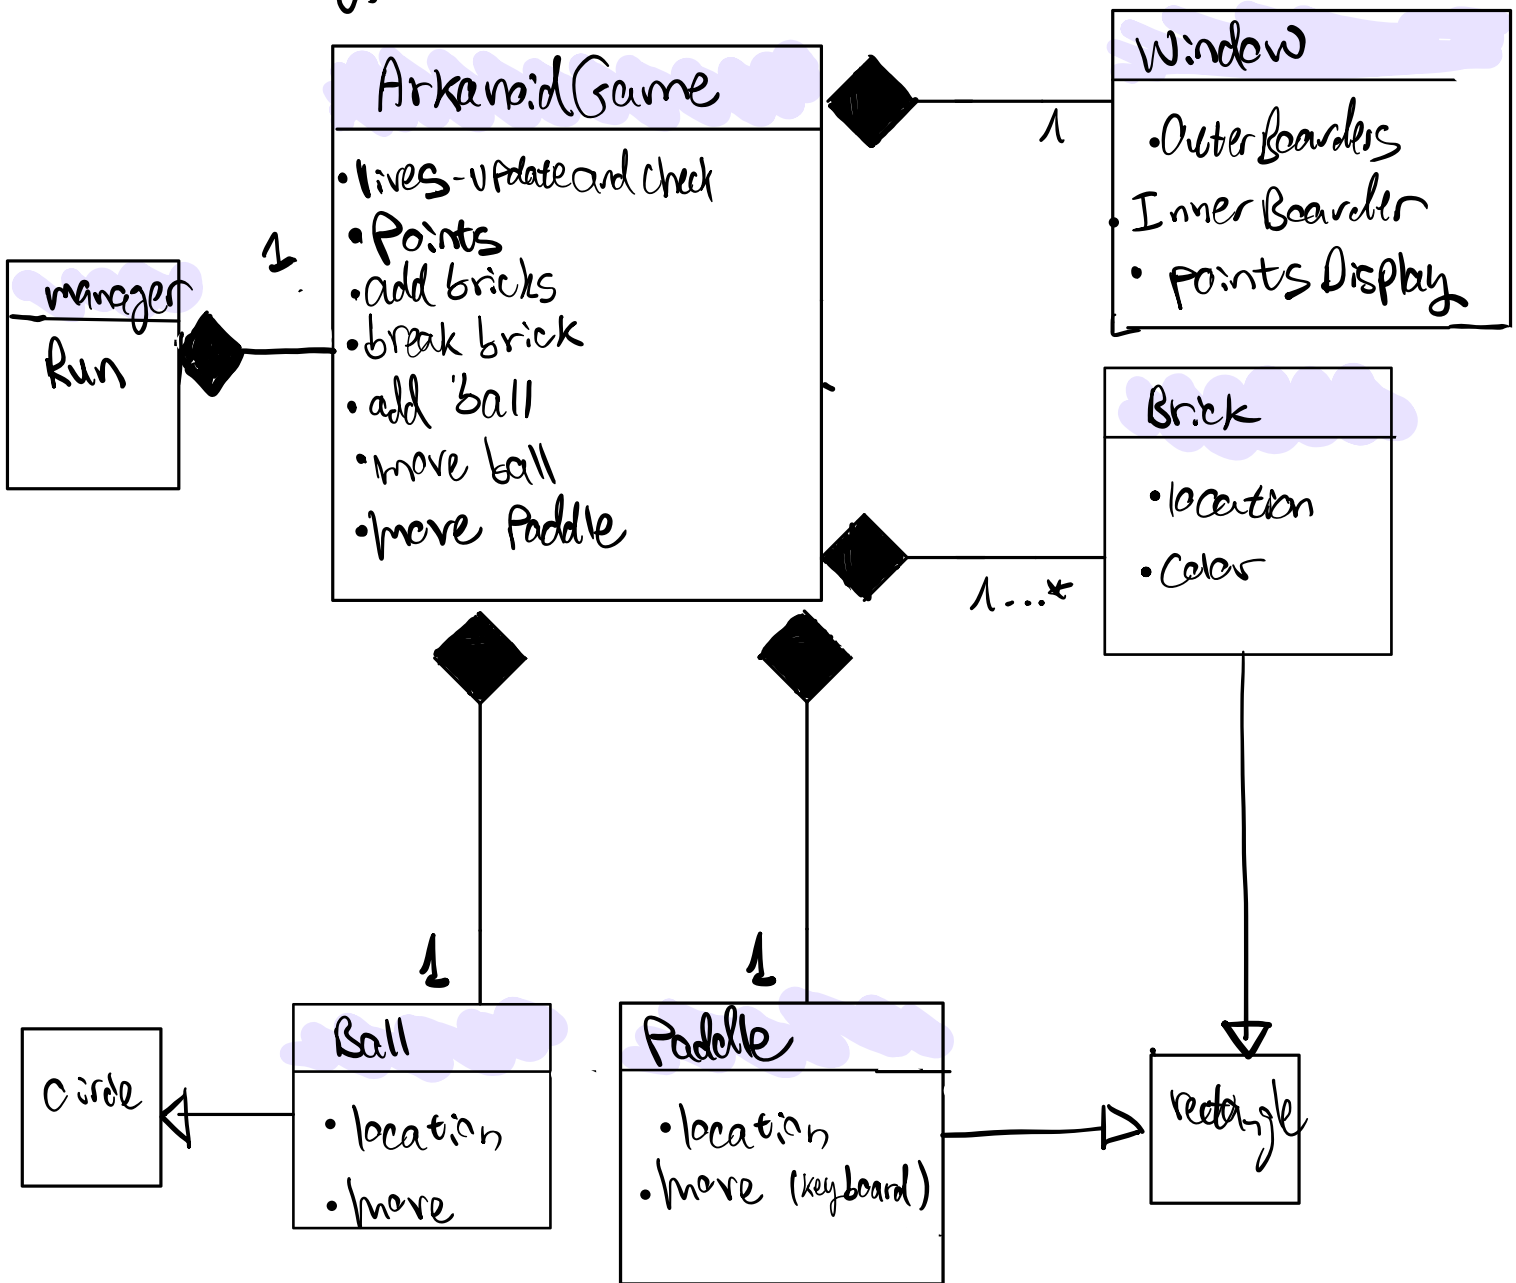 ArkanoidGame
• lives-update and check
• Points
• add bricks
• break brick
• add ball
• move ball
• move Paddle
1
manager
Run
Window
• Outer Boarders
• Inner Boarder
• points Display
1
Brick
• location
• Color
1...*
1
1
Ball
• location
• move
Circle
Paddle
• location
• move (keyboard)
rectangle